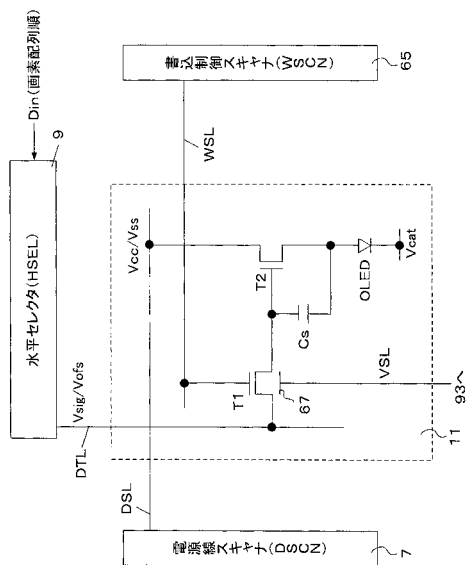 Din(画素配列順)
9
水平セレクタ(HSEL)
書込制御スキャナ(WSCN)
65
WSL
Vsig/Vofs
DTL
DSL
Vcc/Vss
T1
T2
Cs
67
OLED
Vcat
VSL
93へ
11
電源線スキャナ(DSCN)
7